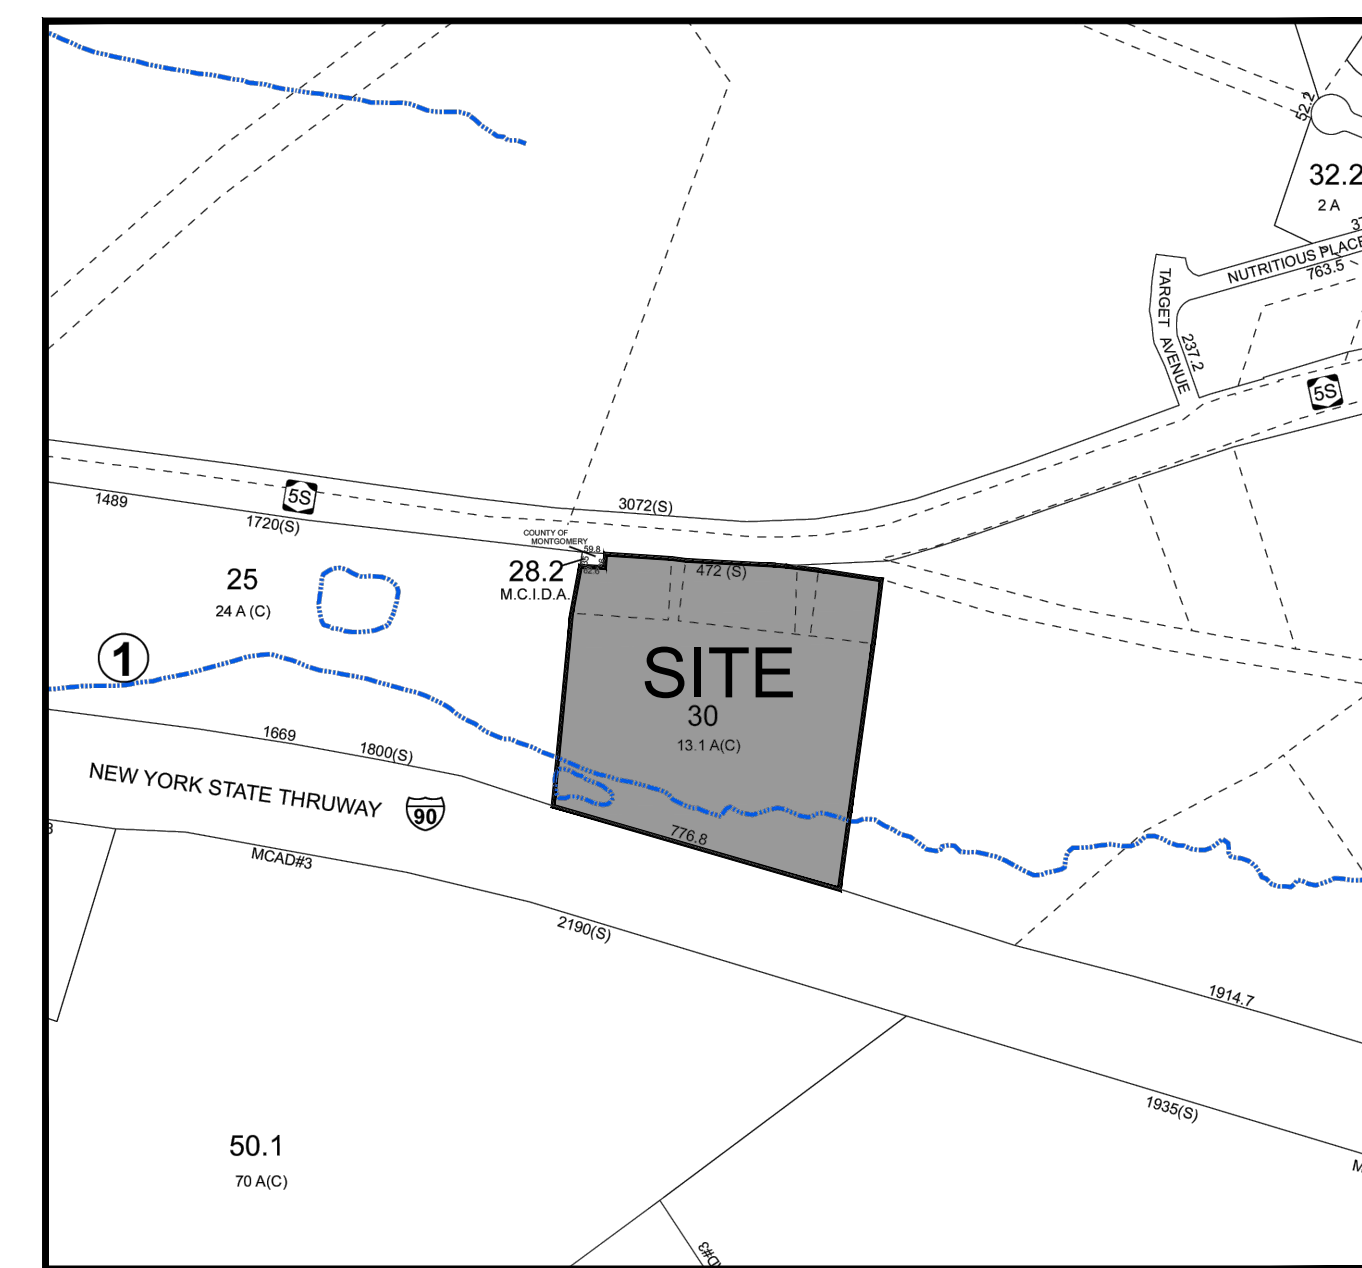 52.2
32.2
2 A
NUTRITIOUS PLACE
763.5
TARGET AVENUE
237.2
5S
5S
1489
1720(S)
3072(S)
COUNTY OF
MONTGOMERY
59.8
28.2
M.C.I.D.A.
472 (S)
25
24 A (C)
1
SITE
30
13.1 A(C)
1669
1800(S)
NEW YORK STATE THRUWAY
90
776.8
MCAD#3
2190(S)
1914.7
1935(S)
50.1
70 A(C)